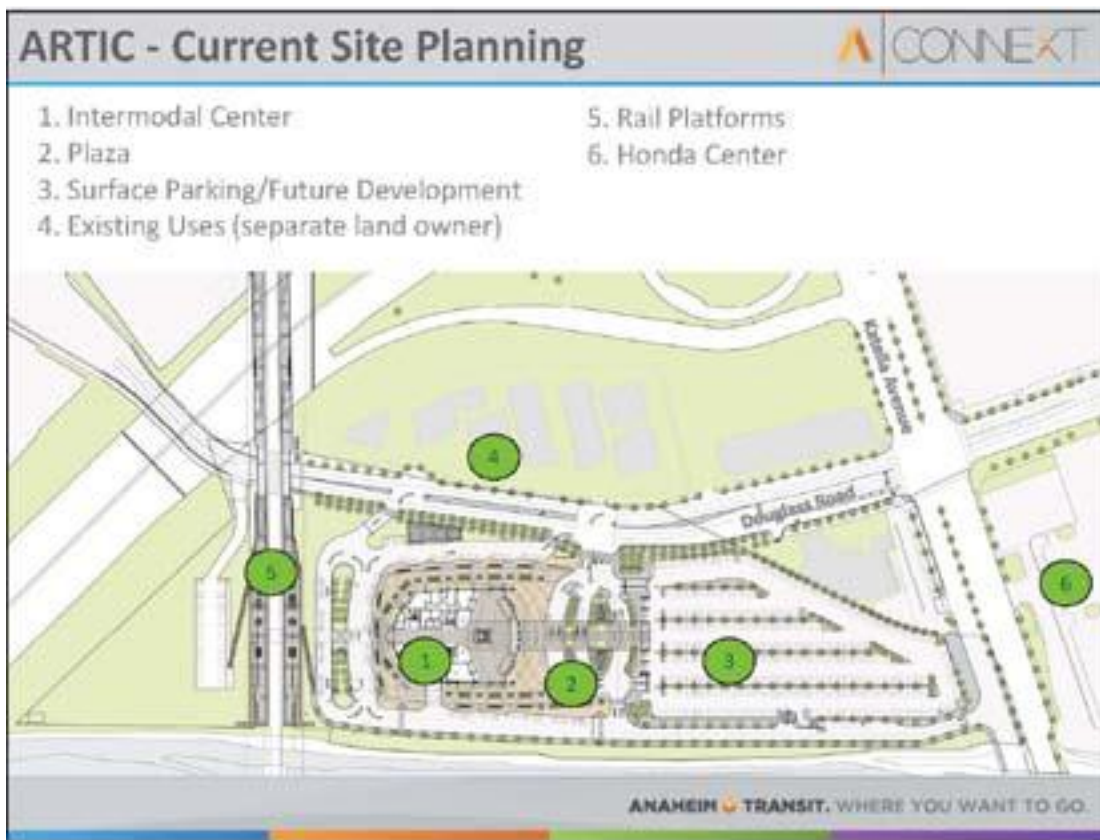 ARTIC - Current Site Planning
CONNEXT
1. Intermodal Center
2. Plaza
3. Surface Parking/Future Development
4. Existing Uses (separate land owner)
5. Rail Platforms
6. Honda Center
Katella Avenue
4
Douglass Road
5
6
1
2
3
ANAHEIM TRANSIT. WHERE YOU WANT TO GO.